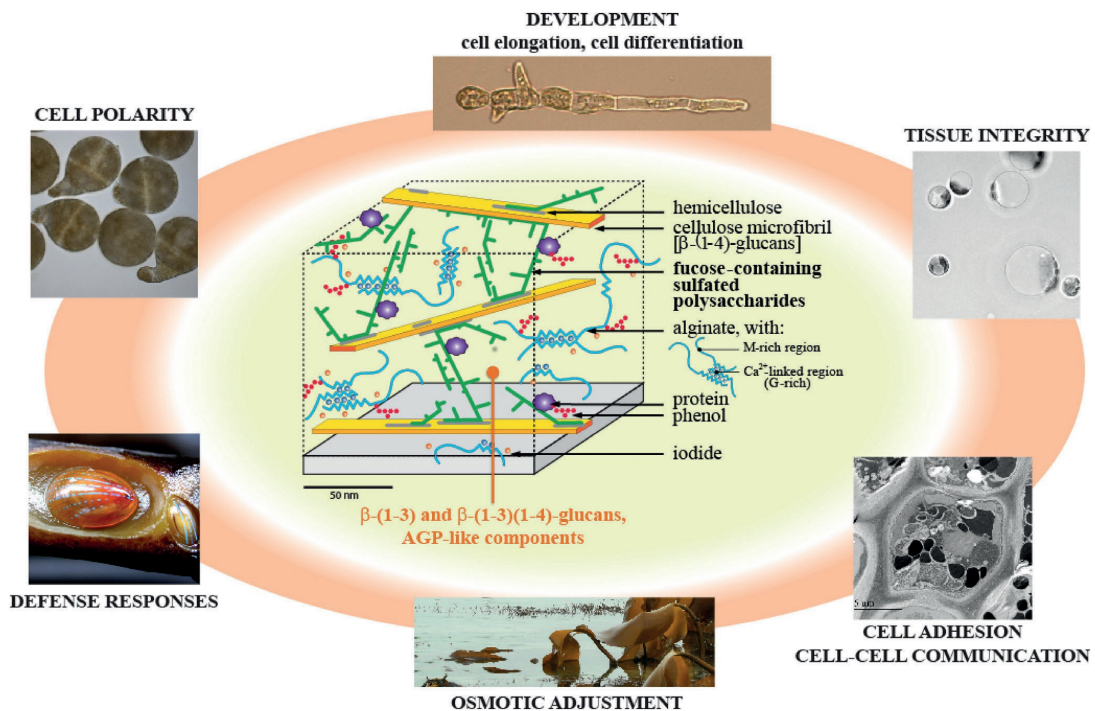 DEVELOPMENT
cell elongation, cell differentiation
CELL POLARITY
TISSUE INTEGRITY
hemicellulose
cellulose microfibril
[β-(1-4)-glucans]
fucose-containing
sulfated
polysaccharides
alginate, with:
M-rich region
Ca²⁺-linked region
(G-rich)
protein
phenol
iodide
50 nm
β-(1-3) and β-(1-3)(1-4)-glucans,
AGP-like components
DEFENSE RESPONSES
5 µm
CELL ADHESION
CELL-CELL COMMUNICATION
OSMOTIC ADJUSTMENT